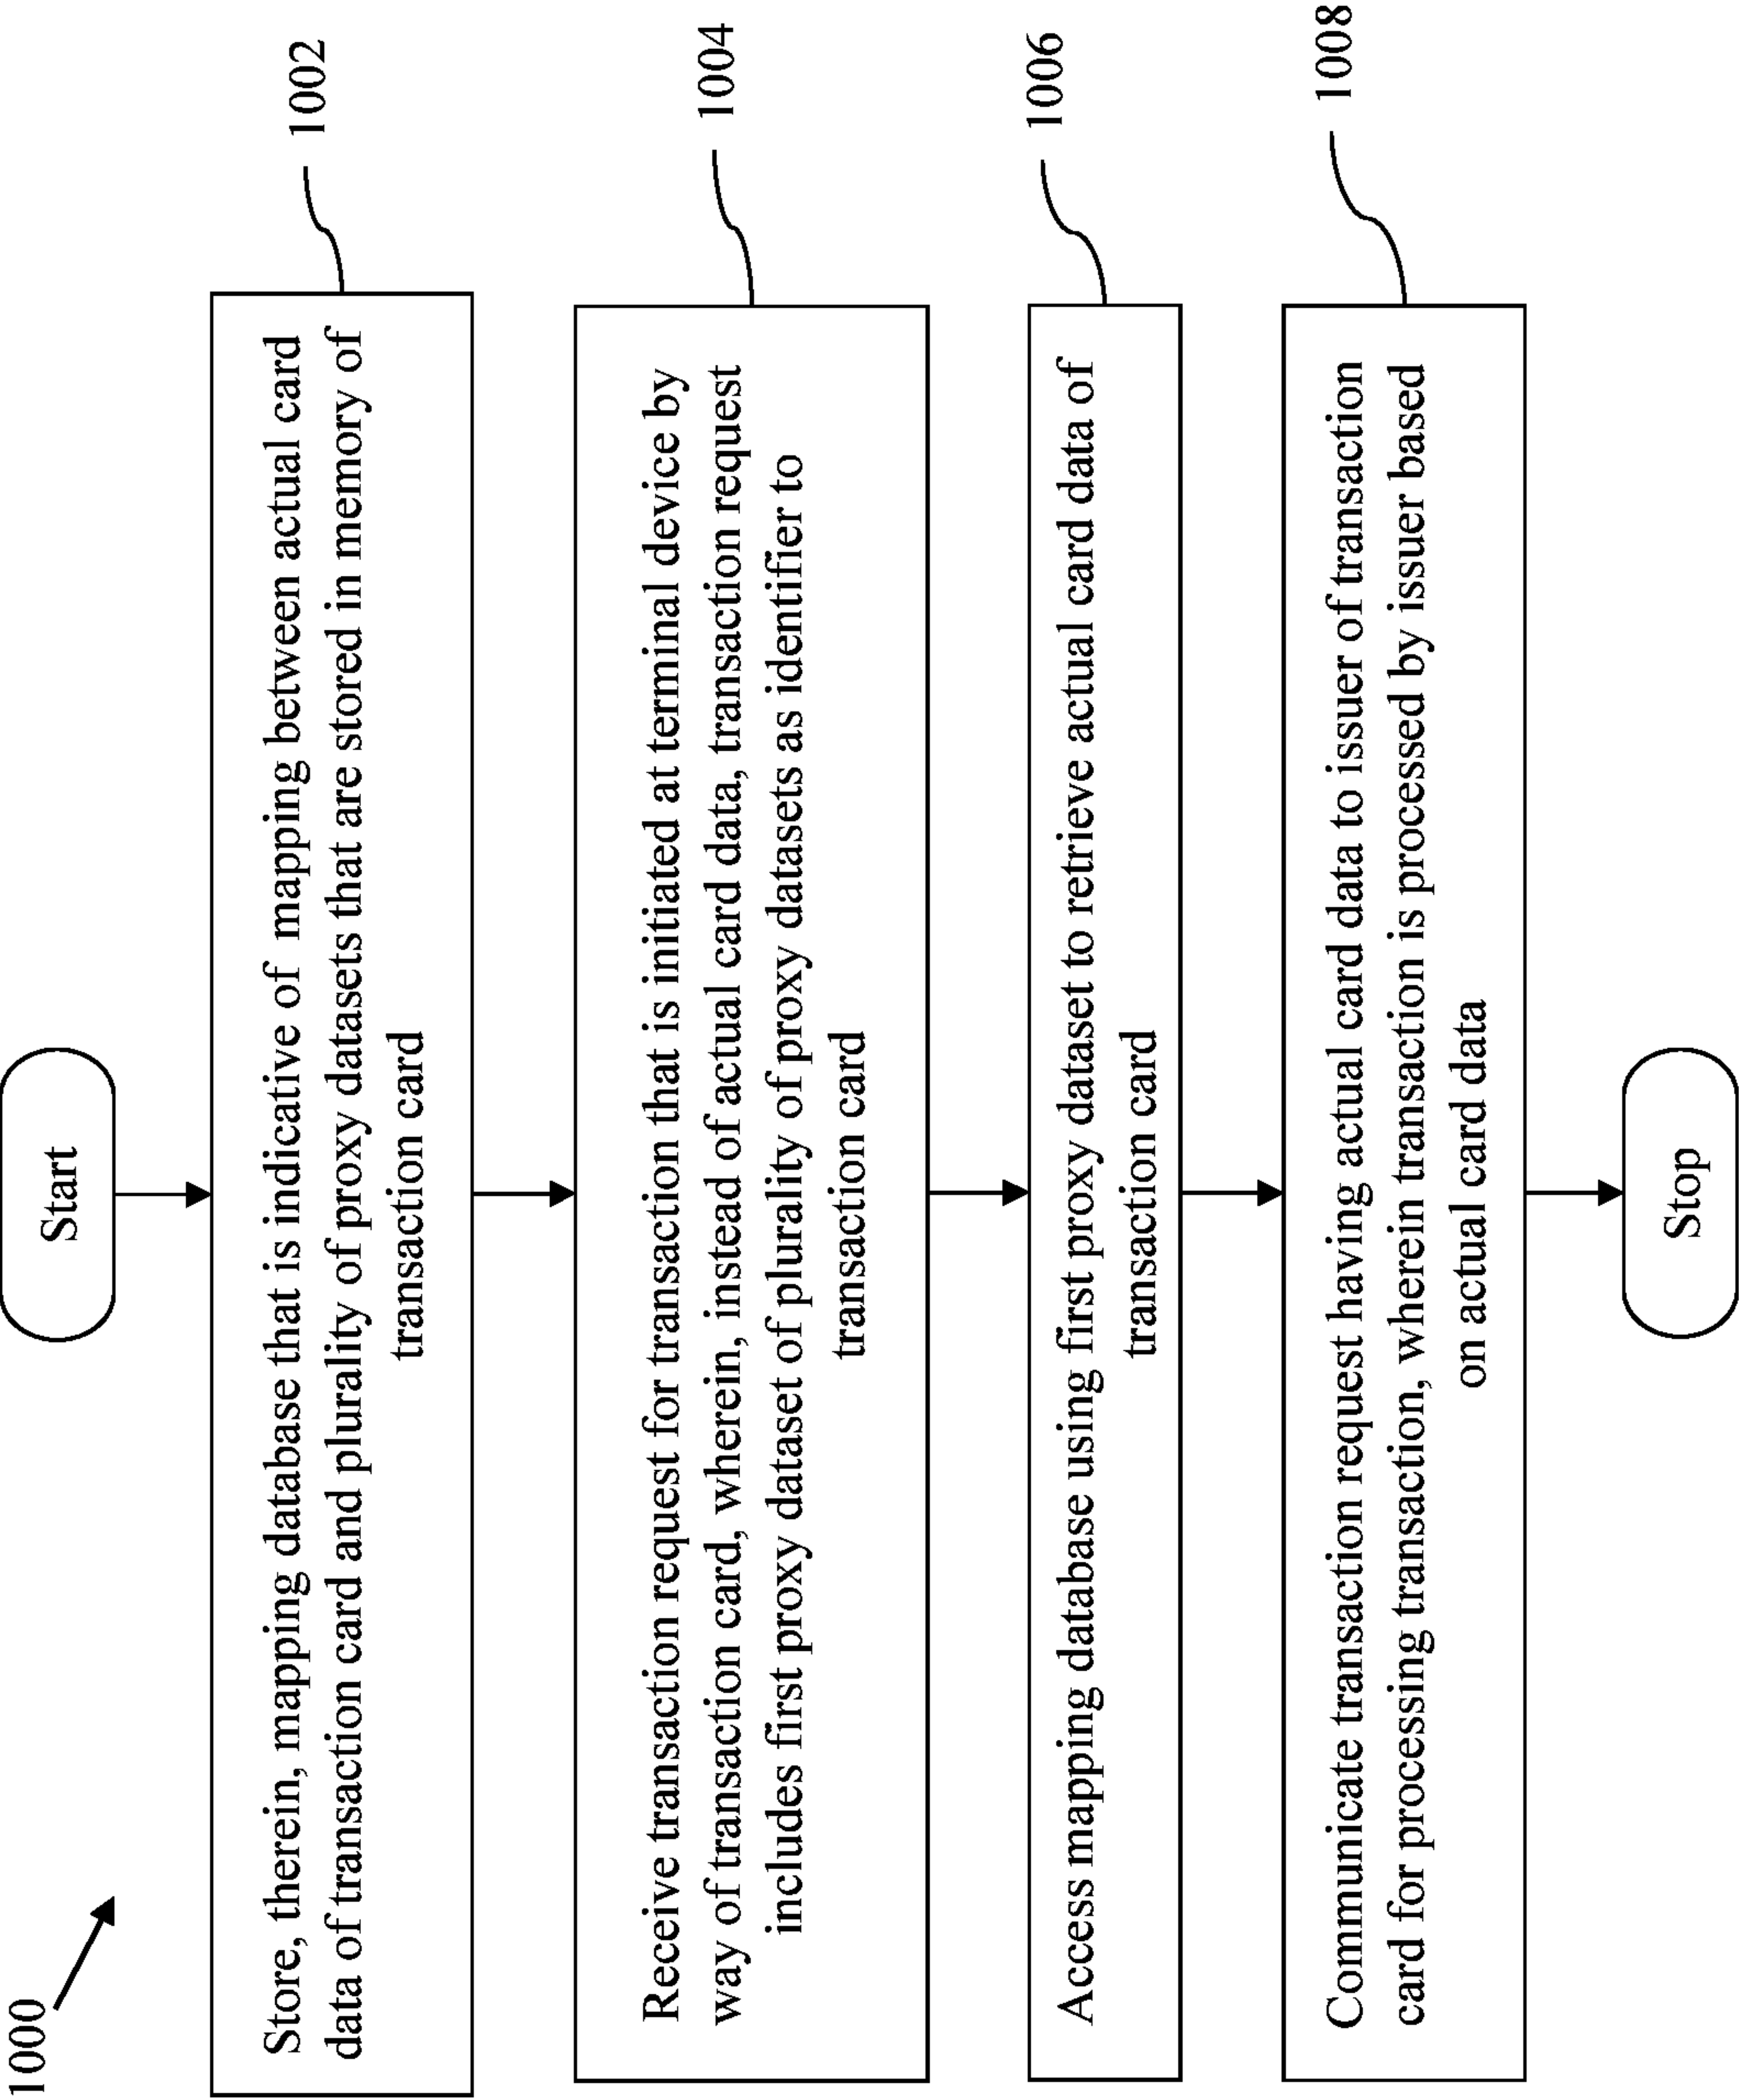 1000
Start
Store, therein, mapping database that is indicative of mapping between actual card
data of transaction card and plurality of proxy datasets that are stored in memory of
transaction card
1002
Receive transaction request for transaction that is initiated at terminal device by
way of transaction card, wherein, instead of actual card data, transaction request
includes first proxy dataset of plurality of proxy datasets as identifier to
transaction card
1004
Access mapping database using first proxy dataset to retrieve actual card data of
transaction card
1006
Communicate transaction request having actual card data to issuer of transaction
card for processing transaction, wherein transaction is processed by issuer based
on actual card data
1008
Stop